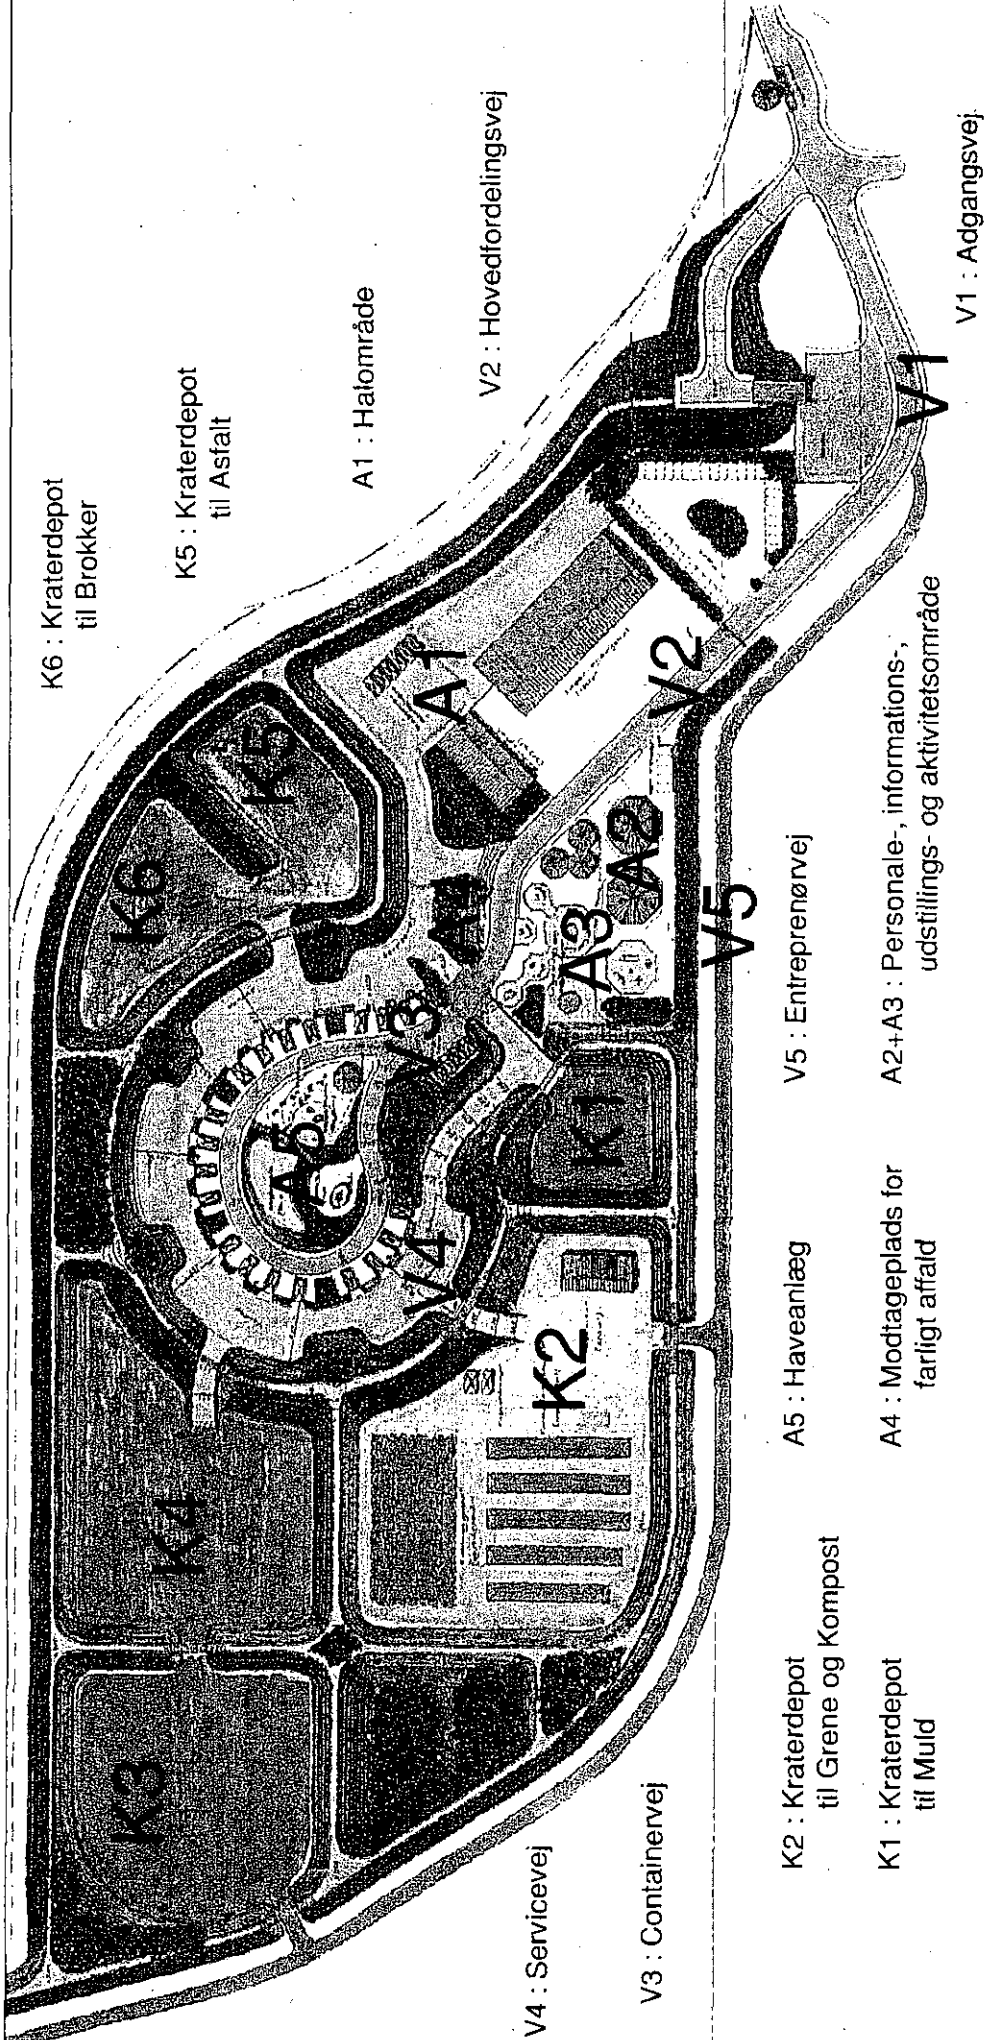 K6 : Kraterdepot
til Brokker
K5 : Kraterdepot
til Asfalt
A1 : Halområde
V2 : Hovedfordelingsvej
V1 : Adgangsvej
K3
K4
K6
K5
A5
V3
V4
A1
A4
K2
K1
A3
A2
V2
V5
V1
V4 : Servicevej
V3 : Containervej
K2 : Kraterdepot
til Grene og Kompost
K1 : Kraterdepot
til Muld
A5 : Haveanlæg
A4 : Modtageplads for
farligt affald
V5 : Entreprenørvej
A2+A3 : Personale-, informations-,
udstillings- og aktivitetsområde